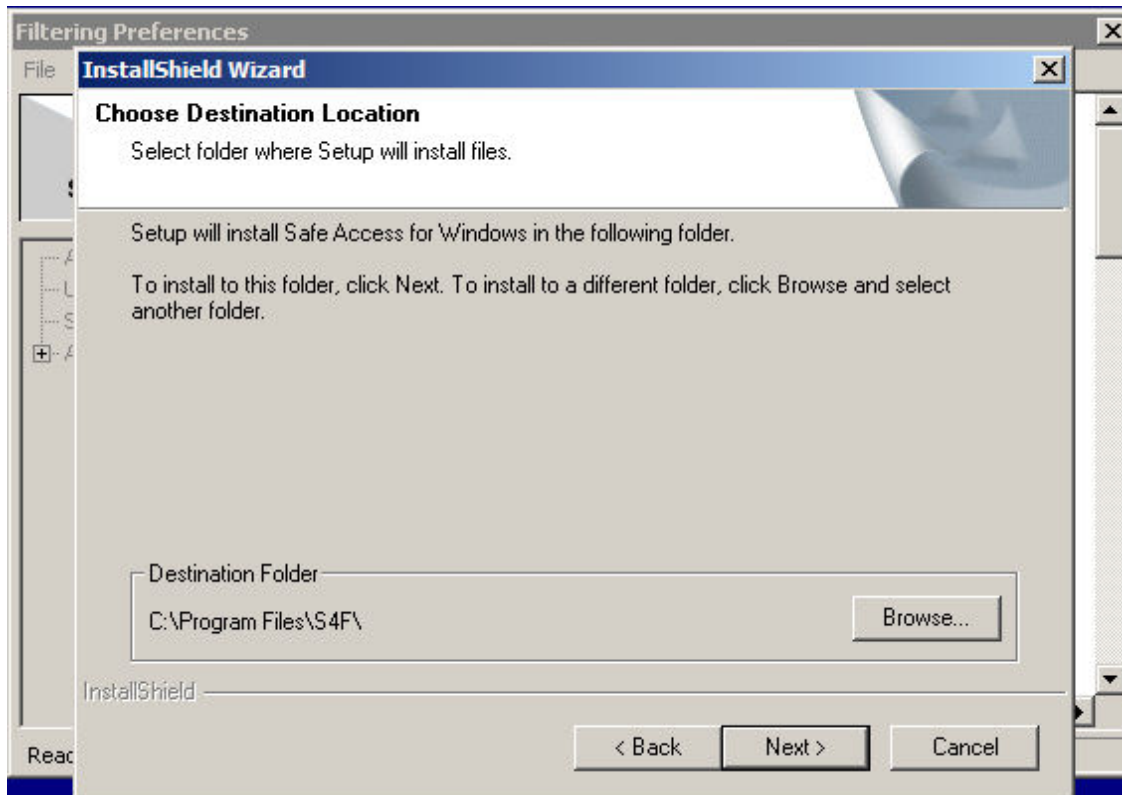 Filtering Preferences
File
InstallShield Wizard
Choose Destination Location
Select folder where Setup will install files.
Setup will install Safe Access for Windows in the following folder.
To install to this folder, click Next. To install to a different folder, click Browse and select
another folder.
Destination Folder
C:\Program Files\S4F\
Browse...
InstallShield
< Back
Next >
Cancel